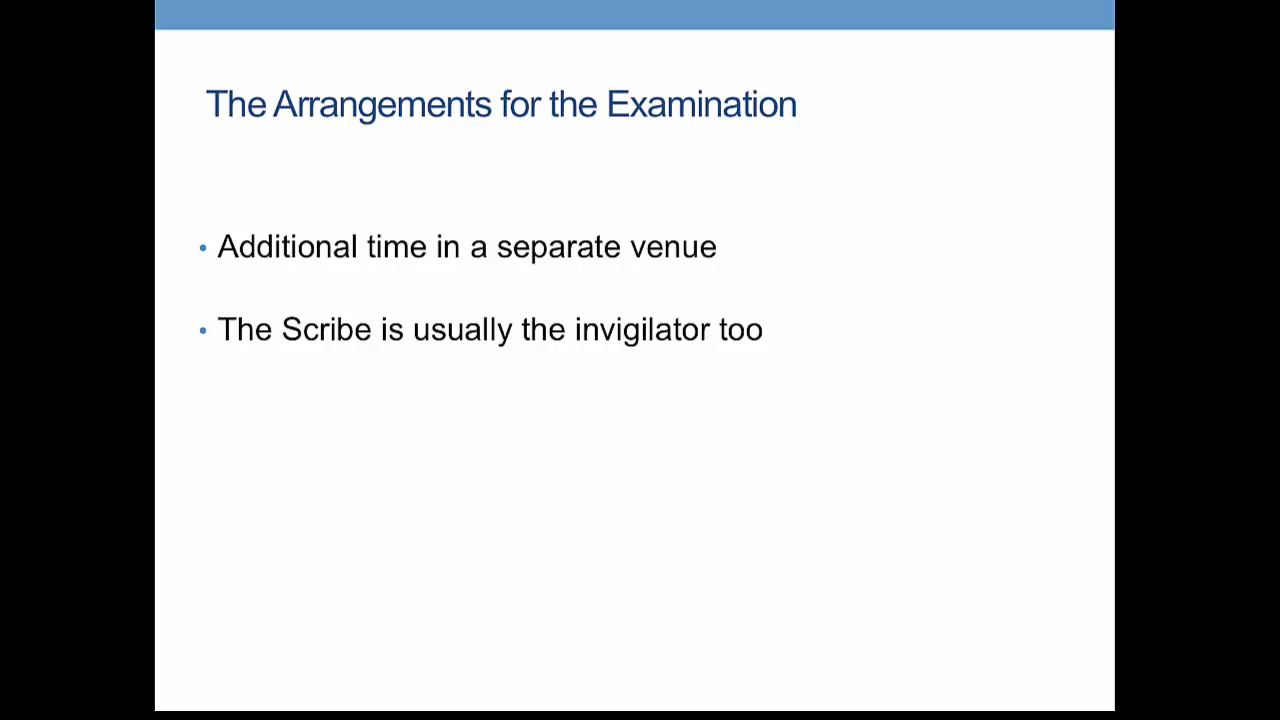 The Arrangements for the Examination
• Additional time in a separate venue
• The Scribe is usually the invigilator too